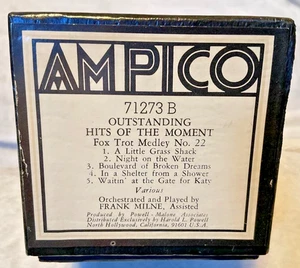 AMPICO
71273 B
OUTSTANDING
HITS OF THE MOMENT
Fox Trot Medley No. 22
1. A Little Grass Shack
2. Night on the Water
3. Boulevard of Broken Dreams
4. In a Shelter from a Shower
5. Waitin' at the Gate for Katy
Various
Orchestrated and Played by
FRANK MILNE, Assisted
Produced by Powell-Malone Associates
Distributed Exclusively by Harold L. Powell
North Hollywood, California, 91601 U.S.A.